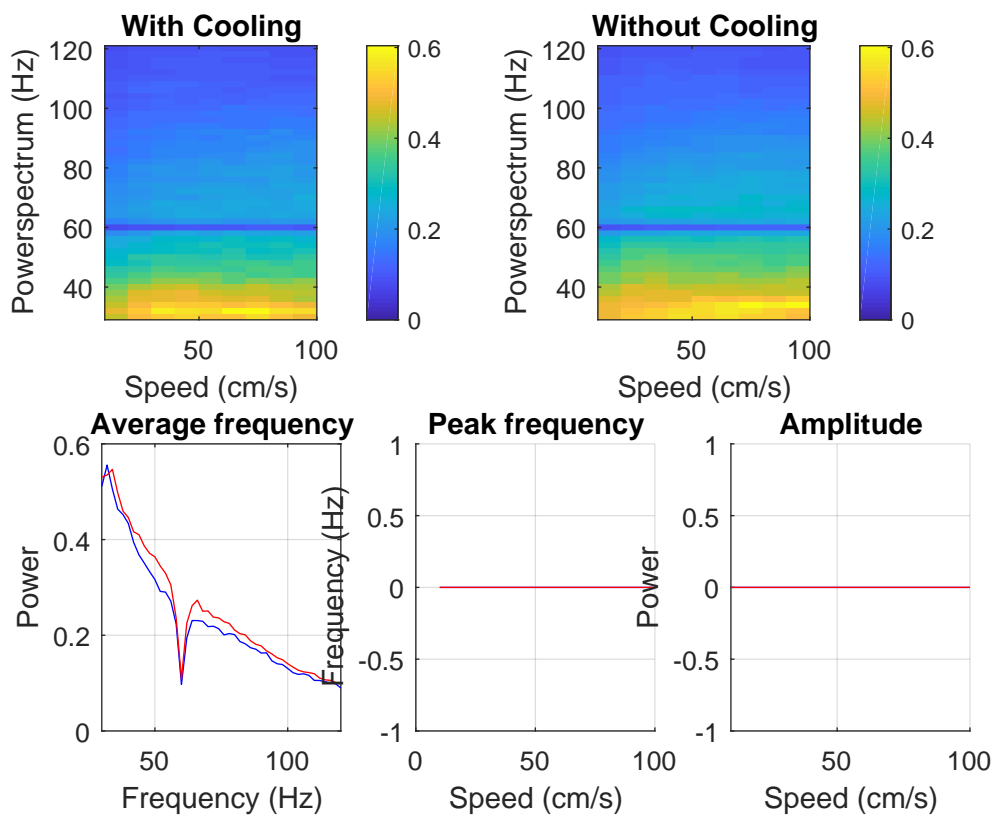 With Cooling
Powerspectrum (Hz)
120
100
80
60
40
50
100
Speed (cm/s)
0.6
0.4
0.2
0
Without Cooling
Powerspectrum (Hz)
120
100
80
60
40
50
100
Speed (cm/s)
0.6
0.4
0.2
0
Average frequency
Power
0.6
0.4
0.2
0
50
100
Frequency (Hz)
Peak frequency
Frequency (Hz)
1
0.5
0
-0.5
-1
0
50
100
Speed (cm/s)
Amplitude
Power
1
0.5
0
-0.5
-1
50
100
Speed (cm/s)